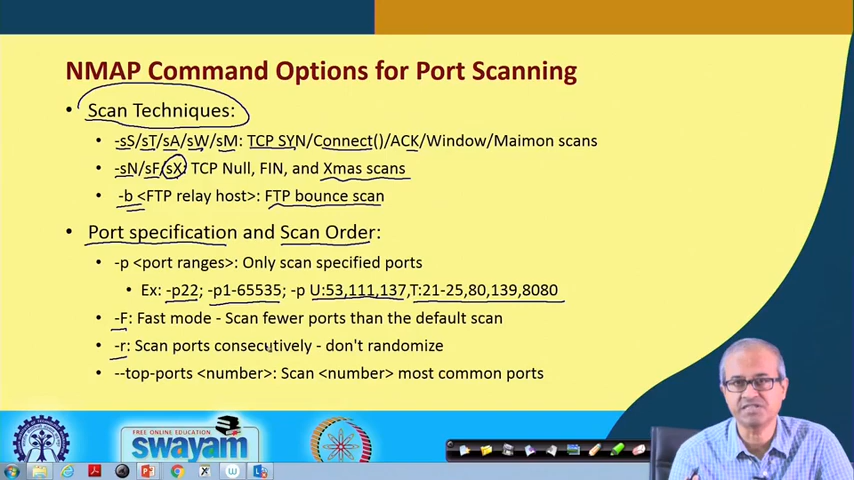 NMAP Command Options for Port Scanning
• Scan Techniques:
• -sS/sT/sA/sW/sM: TCP SYN/Connect()/ACK/Window/Maimon scans
• -sN/sF/sX: TCP Null, FIN, and Xmas scans
• -b <FTP relay host>: FTP bounce scan
• Port specification and Scan Order:
• -p <port ranges>: Only scan specified ports
• Ex: -p22; -p1-65535; -p U:53,111,137,T:21-25,80,139,8080
• -F: Fast mode - Scan fewer ports than the default scan
• -r: Scan ports consecutively - don't randomize
• --top-ports <number>: Scan <number> most common ports
FREE ONLINE EDUCATION
swayam